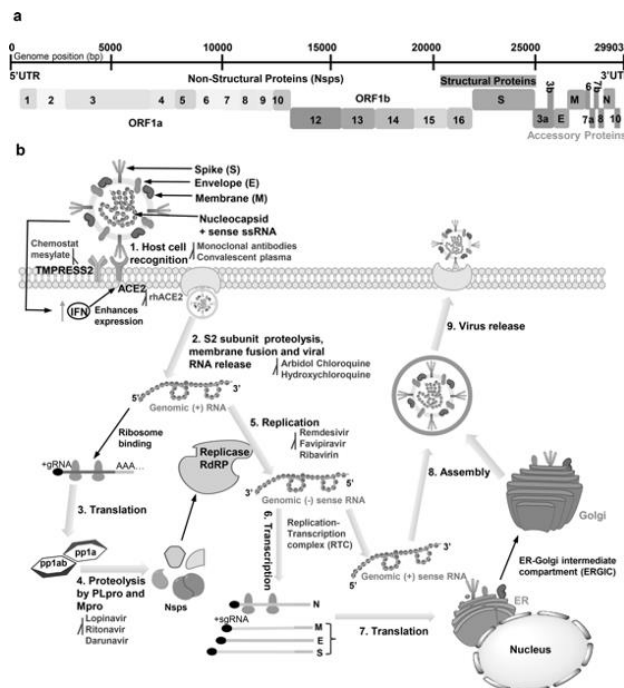 a
0 5000 10000 15000 20000 25000 29903
Genome position (bp)
5'UTR Non-Structural Proteins (Nsps) Structural Proteins 3b 6 7b 3'UT
1 2 3 4 5 6 7 8 9 10 ORF1b S M N
ORF1a 12 13 14 15 16 3a E 7a 8 10
Accessory Proteins
b
Spike (S)
Envelope (E)
Membrane (M)
Nucleocapsid
+ sense ssRNA
Chemostat
mesylate
TMPRESS2
1. Host cell
recognition
Monoclonal antibodies
Convalescent plasma
ACE2
rhACE2
IFN
Enhances
expression
9. Virus release
2. S2 subunit proteolysis,
membrane fusion and viral
RNA release
Arbidol Chloroquine
Hydroxychloroquine
5' 3'
Genomic (+) RNA
Ribosome
binding
+gRNA AAA...
Replicase
RdRP
5. Replication
Remdesivir
Favipiravir
Ribavirin
3' 5'
Genomic (-) sense RNA
8. Assembly
Golgi
3. Translation
pp1ab pp1a
4. Proteolysis
by PLpro and
Mpro
Lopinavir
Ritonavir
Darunavir
Nsps
6. Transcription
Replication-
Transcription
complex (RTC)
5' 3'
Genomic (+) sense RNA
ER-Golgi intermediate
compartment (ERGIC)
ER
Nucleus
N
+sgRNA
M
E
S
7. Translation